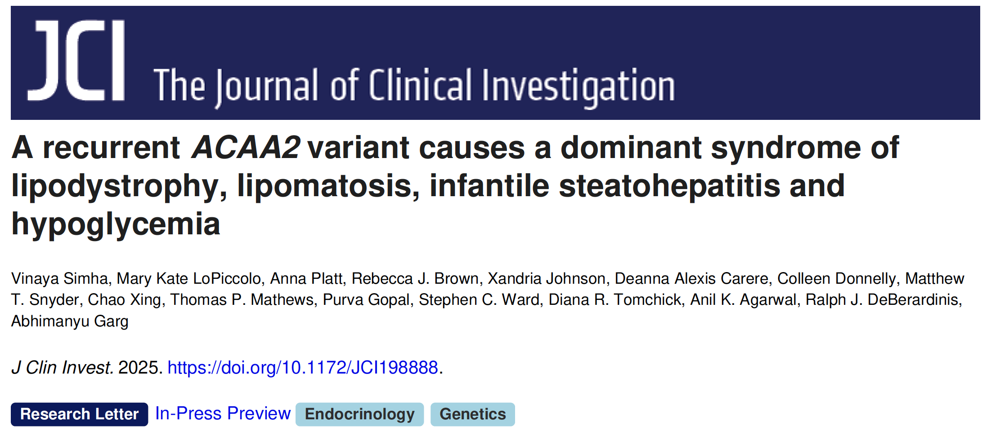 JCI The Journal of Clinical Investigation
A recurrent ACAA2 variant causes a dominant syndrome of
lipodystrophy, lipomatosis, infantile steatohepatitis and
hypoglycemia
Vinaya Simha, Mary Kate LoPiccolo, Anna Platt, Rebecca J. Brown, Xandria Johnson, Deanna Alexis Carere, Colleen Donnelly, Matthew
T. Snyder, Chao Xing, Thomas P. Mathews, Purva Gopal, Stephen C. Ward, Diana R. Tomchick, Anil K. Agarwal, Ralph J. DeBerardinis,
Abhimanyu Garg
J Clin Invest. 2025. https://doi.org/10.1172/JCI198888.
Research Letter In-Press Preview Endocrinology Genetics